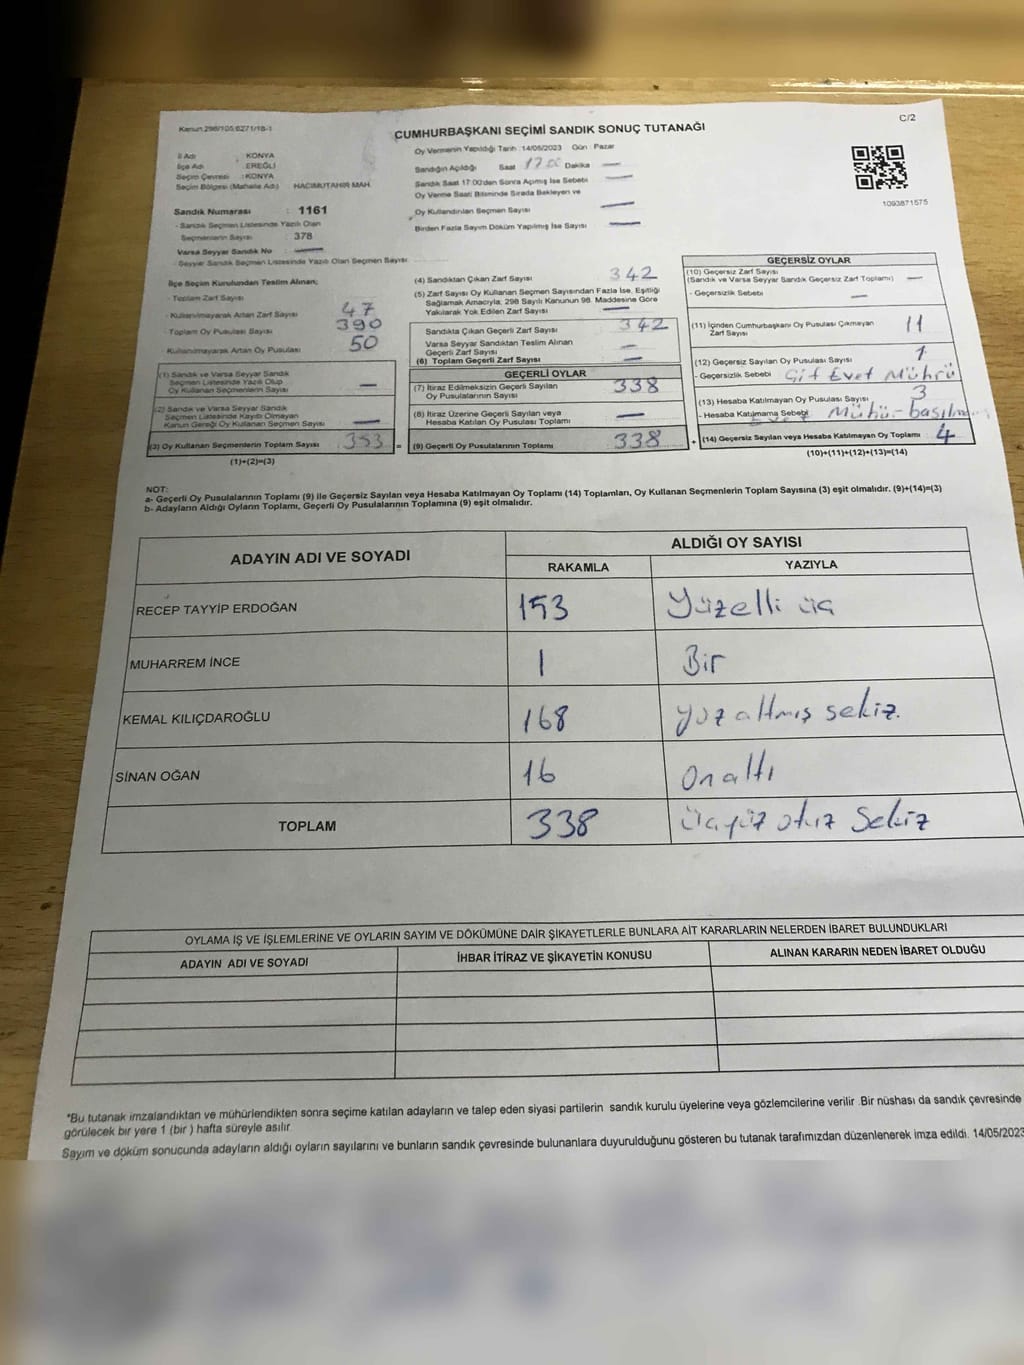 Kanun 298/105,6271/18-1
C/2
CUMHURBAŞKANI SEÇİMİ SANDIK SONUÇ TUTANAĞI
İl Adı : KONYA
İlçe Adı : EREĞLİ
Seçim Çevresi : KONYA
Seçim Bölgesi (Mahalle Adı) HACIMUTAHİR MAH.
Sandık Numarası : 1161
- Sandık Seçmen Listesinde Yazılı Olan
Seçmenlerin Sayısı : 378
Varsa Seyyar Sandık No
- Seyyar Sandık Seçmen Listesinde Yazılı Olan Seçmen Sayısı
Oy Vermenin Yapıldığı Tarih : 14/05/2023 Gün : Pazar
Sandığın Açıldığı Saat 17.00 Dakika —
Sandık Saat 17:00'den Sonra Açımış İse Sebebi —
Oy Verme Saati Bitiminde Sırada Bekleyen ve
Oy Kullandırılan Seçmen Sayısı —
Birden Fazla Sayım Döküm Yapılmış İse Sayısı —
1093871575
İlçe Seçim Kurulundan Teslim Alınan;
- Toplam Zarf Sayısı
- Kullanılmayarak Artan Zarf Sayısı 47
- Toplam Oy Pusulası Sayısı 390
- Kullanılmayarak Artan Oy Pusulası 50
(1) Sandık ve Varsa Seyyar Sandık
Seçmen Listesinde Yazılı Olup
Oy Kullanan Seçmenlerin Sayısı —
(2) Sandık ve Varsa Seyyar Sandık
Seçmen Listesinde Kayıtlı Olmayan
Kanun Gereği Oy Kullanan Seçmen Sayısı —
(3) Oy Kullanan Seçmenlerin Toplam Sayısı 353 =
(1)+(2)=(3)
(4) Sandıktan Çıkan Zarf Sayısı 342
(5) Zarf Sayısı Oy Kullanan Seçmen Sayısından Fazla İse, Eşitliği
Sağlamak Amacıyla; 298 Sayılı Kanunun 98. Maddesine Göre
Yakılarak Yok Edilen Zarf Sayısı —
Sandıkta Çıkan Geçerli Zarf Sayısı 342
Varsa Seyyar Sandıktan Teslim Alınan
Geçerli Zarf Sayısı —
(6) Toplam Geçerli Zarf Sayısı —
GEÇERLİ OYLAR
(7) İtiraz Edilmeksizin Geçerli Sayılan
Oy Pusulalarının Sayısı 338
(8) İtiraz Üzerine Geçerli Sayılan veya
Hesaba Katılan Oy Pusulası Toplamı —
(9) Geçerli Oy Pusulalarının Toplamı 338 +
GEÇERSİZ OYLAR
(10) Geçersiz Zarf Sayısı
(Sandık ve Varsa Seyyar Sandık Geçersiz Zarf Toplamı) —
- Geçersizlik Sebebi —
(11) İçinden Cumhurbaşkanı Oy Pusulası Çıkmayan
Zarf Sayısı 11
(12) Geçersiz Sayılan Oy Pusulası Sayısı 1
- Geçersizlik Sebebi Çift Evet Mührü
(13) Hesaba Katılmayan Oy Pusulası Sayısı 3
- Hesaba Katılmama Sebebi Evet
(14) Geçersiz Sayılan veya Hesaba Katılmayan Oy Toplamı 4
(10)+(11)+(12)+(13)=(14)
NOT:
a- Geçerli Oy Pusulalarının Toplamı (9) ile Geçersiz Sayılan veya Hesaba Katılmayan Oy Toplamı (14) Toplamları, Oy Kullanan Seçmenlerin Toplam Sayısına (3) eşit olmalıdır. (9)+(14)=(3)
b- Adayların Aldığı Oyların Toplamı, Geçerli Oy Pusulalarının Toplamına (9) eşit olmalıdır.
ADAYIN ADI VE SOYADI
ALDIĞI OY SAYISI
RAKAMLA YAZIYLA
RECEP TAYYİP ERDOĞAN 153 Yüzelli üç
MUHARREM İNCE 1 Bir
KEMAL KILIÇDAROĞLU 168 yüz altmış sekiz.
SİNAN OĞAN 16 on altı
TOPLAM 338 üçyüz otuz Sekiz
OYLAMA İŞ VE İŞLEMLERİNE VE OYLARIN SAYIM VE DÖKÜMÜNE DAİR ŞİKAYETLERLE BUNLARA AİT KARARLARIN NELERDEN İBARET BULUNDUKLARI
ADAYIN ADI VE SOYADI İHBAR İTİRAZ VE ŞİKAYETİN KONUSU ALINAN KARARIN NEDEN İBARET OLDUĞU
*Bu tutanak imzalandıktan ve mühürlendikten sonra seçime katılan adayların ve talep eden siyasi partilerin sandık kurulu üyelerine veya gözlemcilerine verilir. Bir nüshası da sandık çevresinde
görülecek bir yere 1 (bir ) hafta süreyle asılır.
Sayım ve döküm sonucunda adayların aldığı oyların sayılarını ve bunların sandık çevresinde bulunanlara duyurulduğunu gösteren bu tutanak tarafımızdan düzenlenerek imza edildi. 14/05/2023